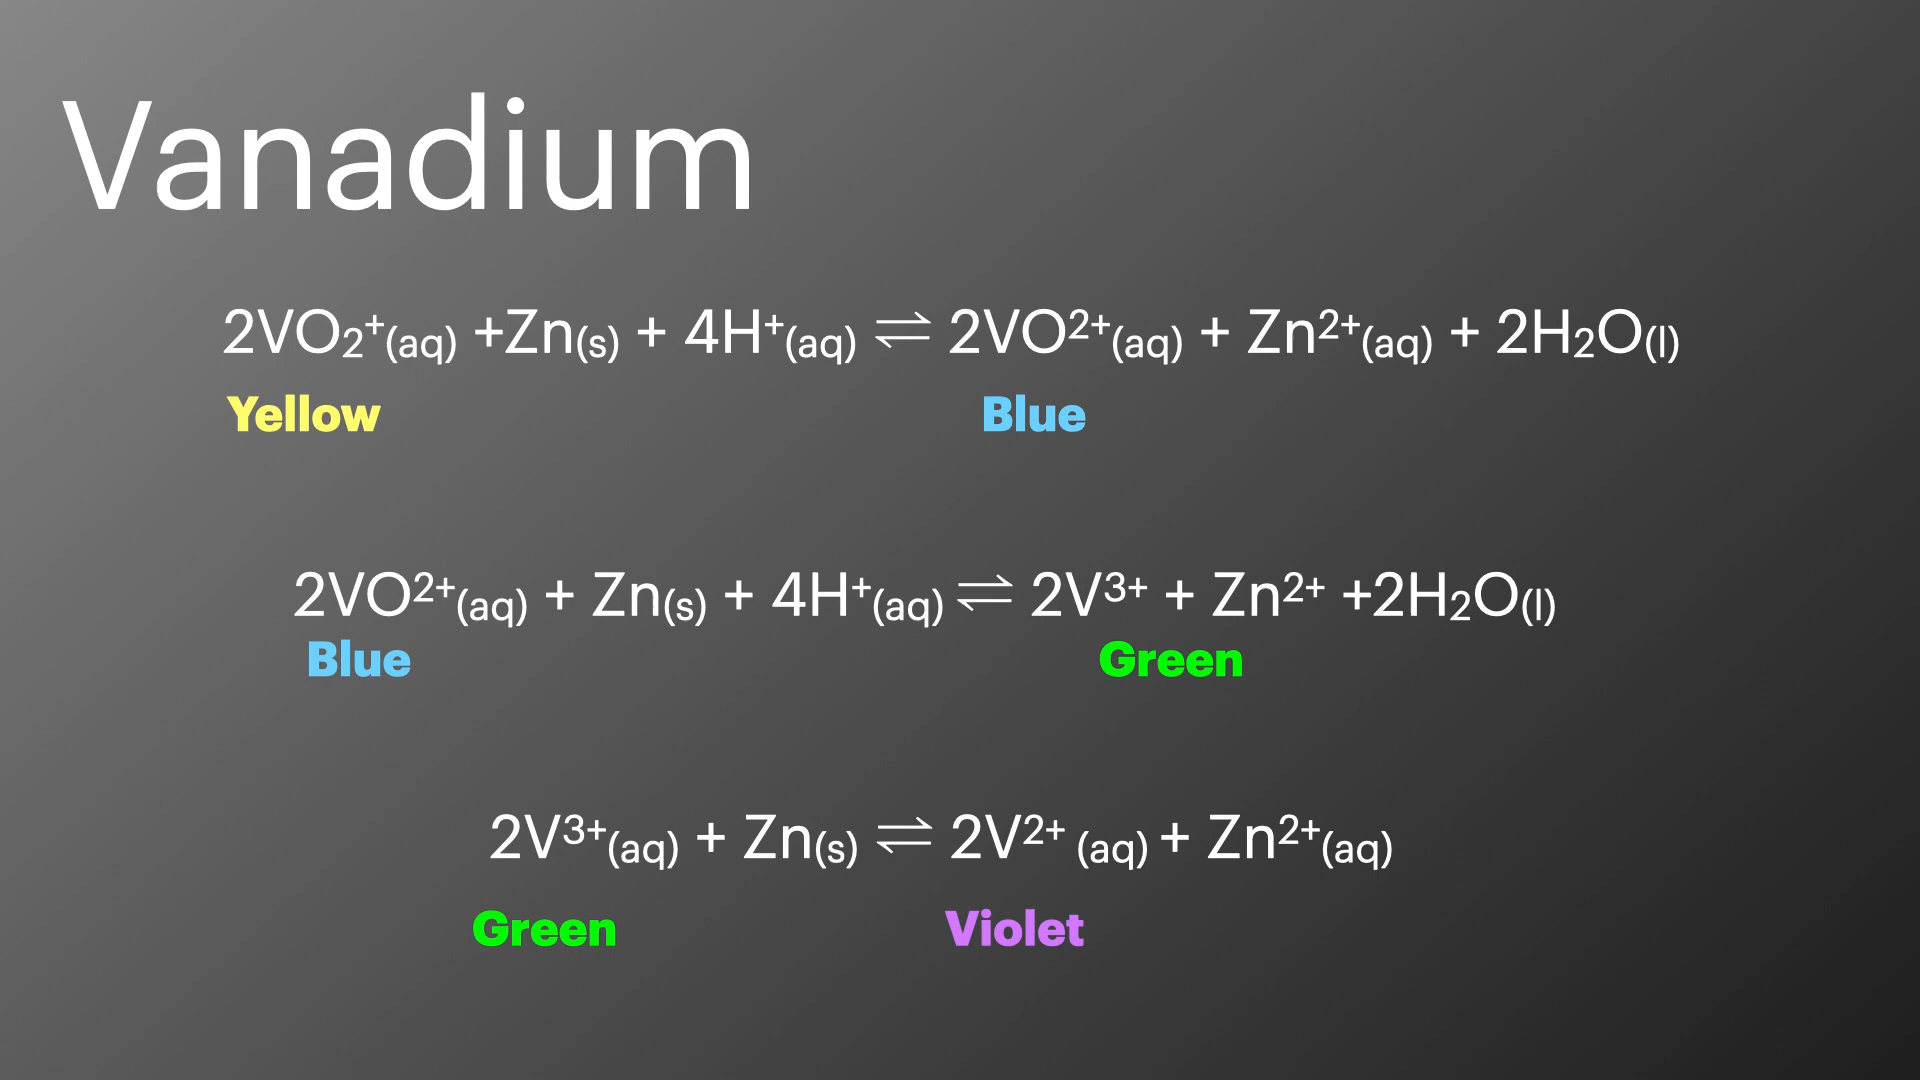 Vanadium
2VO₂⁺(aq) +Zn(s) + 4H⁺(aq) ⇌ 2VO²⁺(aq) + Zn²⁺(aq) + 2H₂O(l)
Yellow Blue
2VO²⁺(aq) + Zn(s) + 4H⁺(aq) ⇌ 2V³⁺ + Zn²⁺ +2H₂O(l)
Blue Green
2V³⁺(aq) + Zn(s) ⇌ 2V²⁺ (aq) + Zn²⁺(aq)
Green Violet